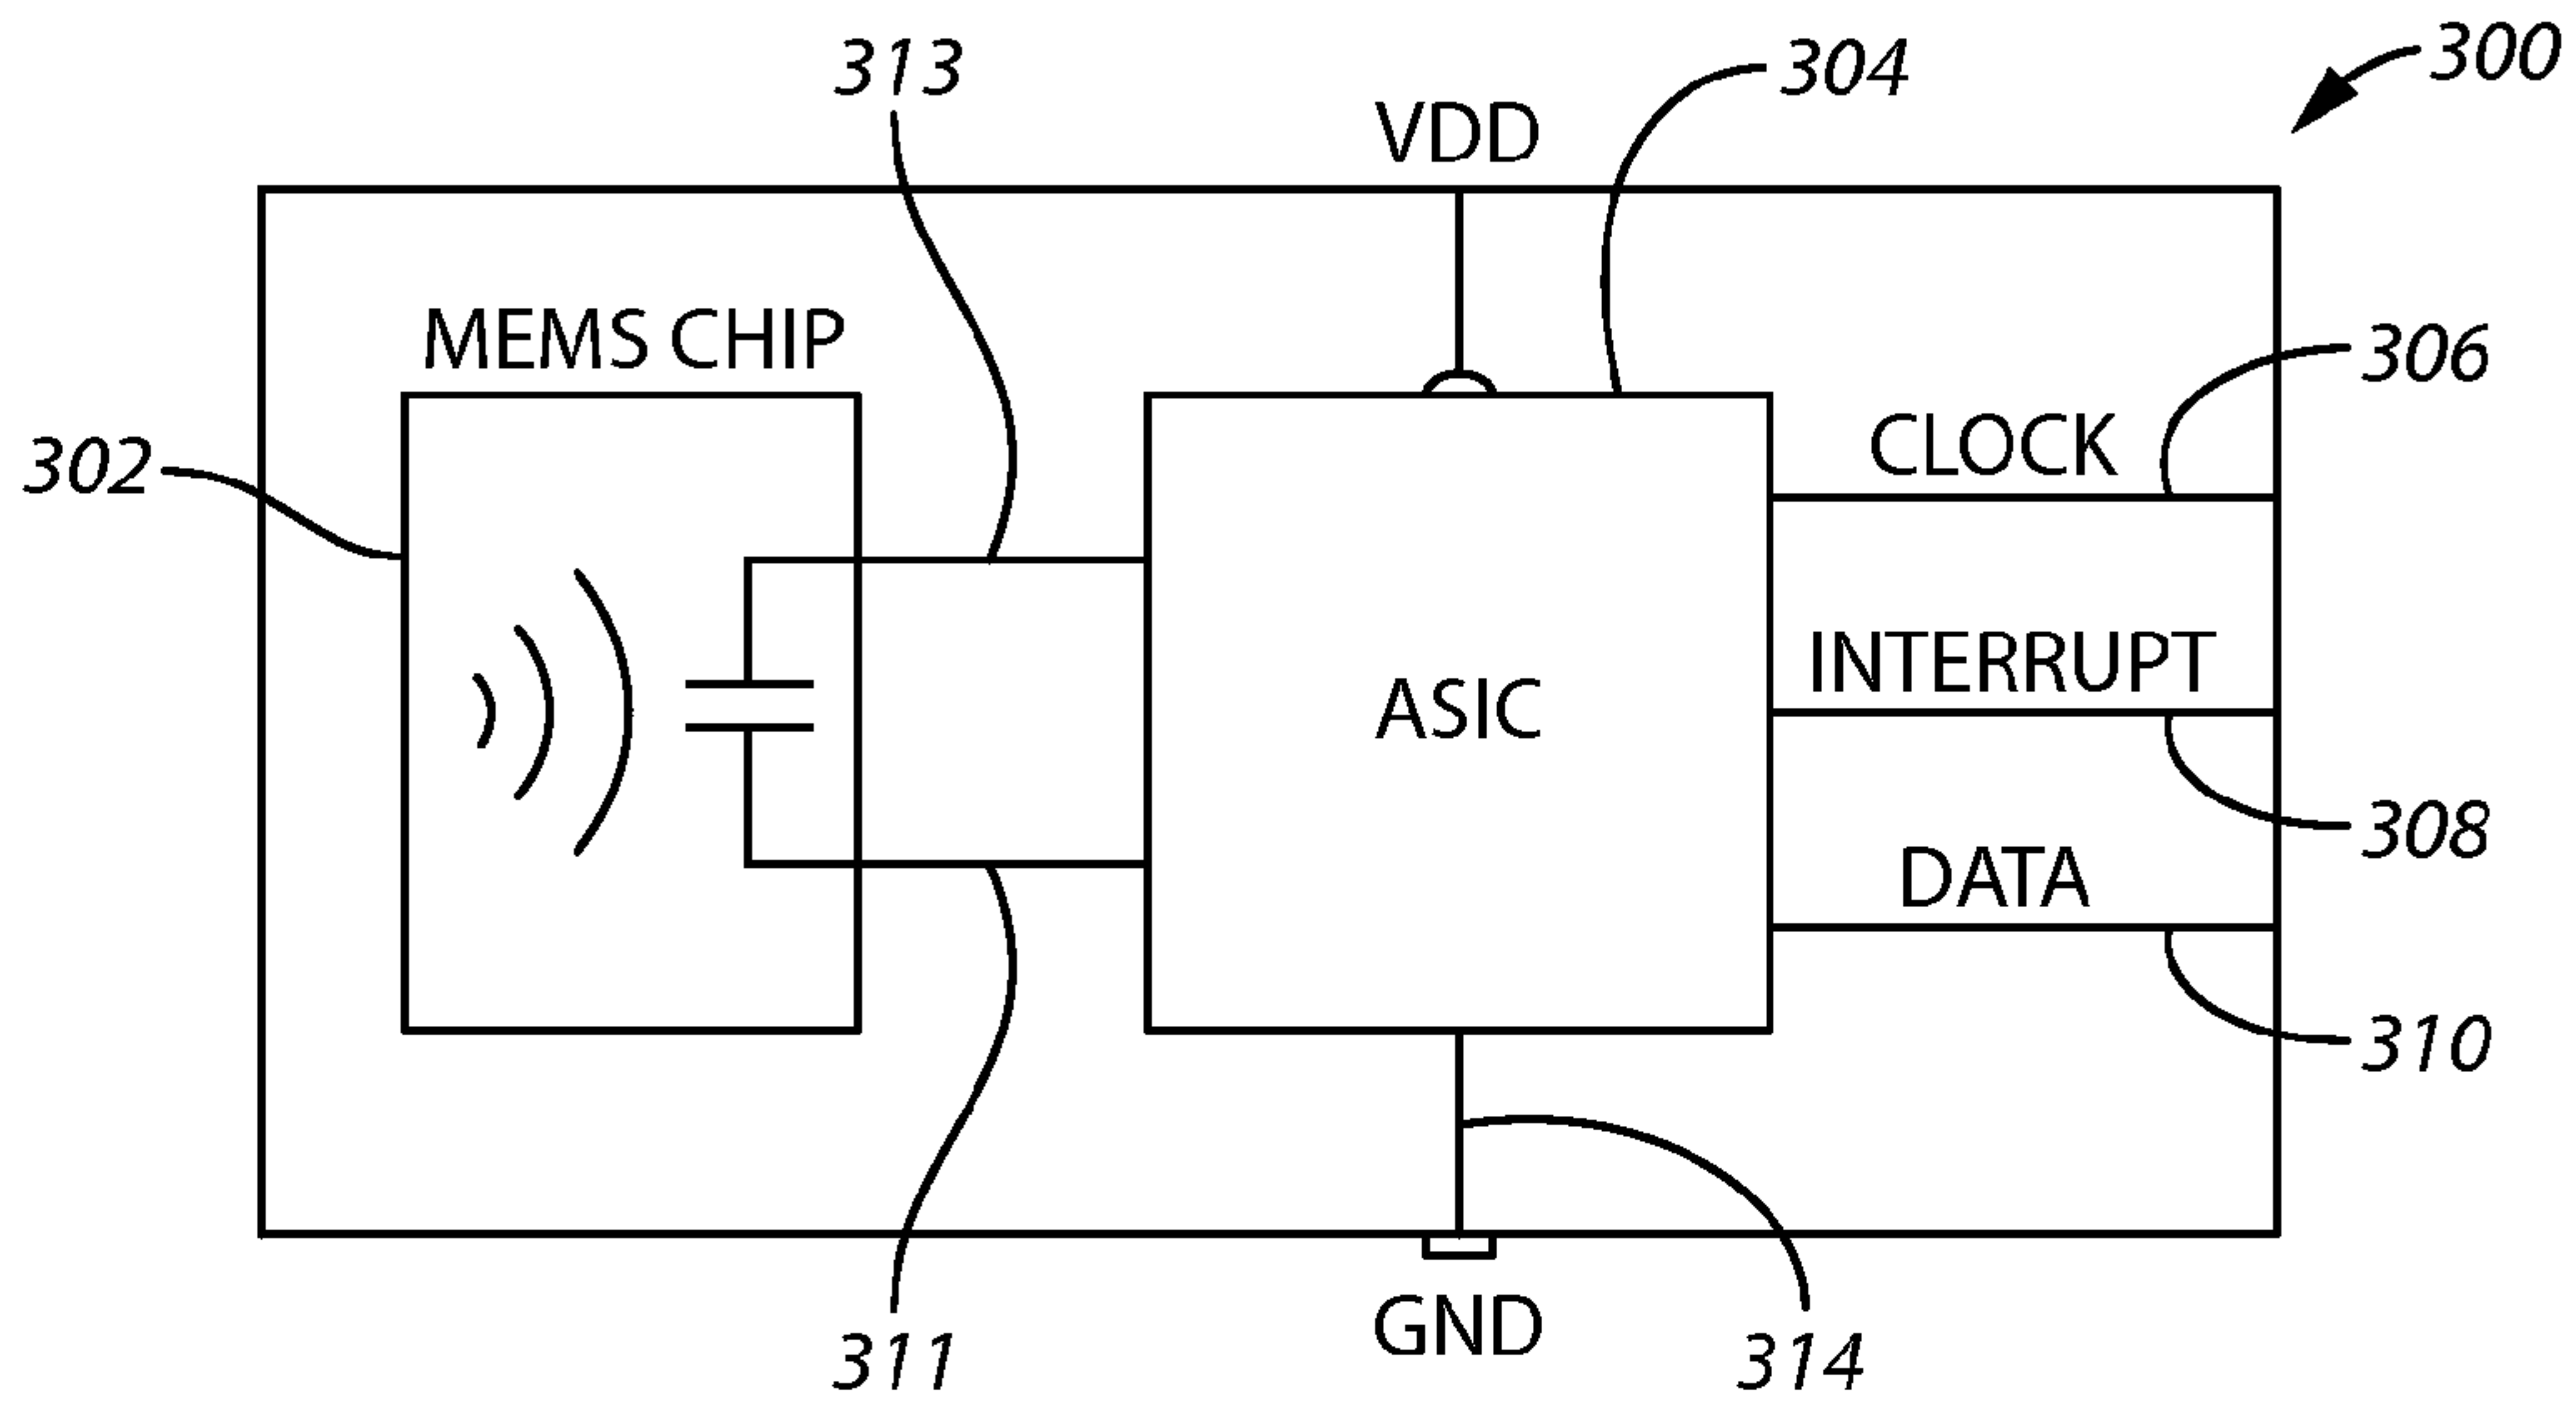 300
313
304
VDD
MEMS CHIP
306
CLOCK
302
INTERRUPT
ASIC
308
DATA
310
GND
311
314